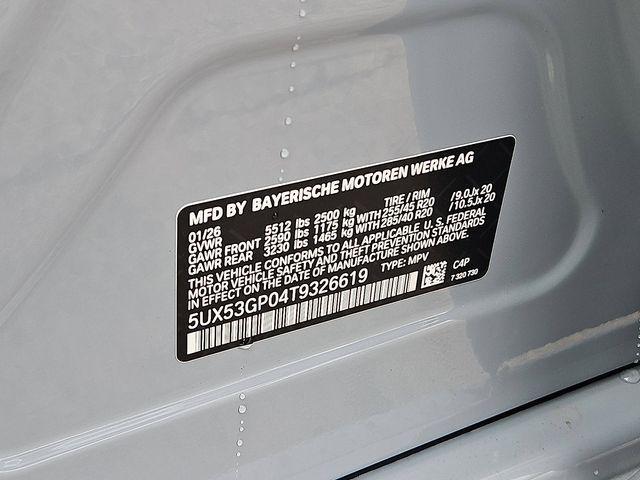 MFD BY BAYERISCHE MOTOREN WERKE AG
01/26 TIRE / RIM
GVWR 5512 lbs 2500 kg
GAWR FRONT 2590 lbs 1175 kg WITH 255/45 R20 / 9.0Jx 20
GAWR REAR 3230 lbs 1465 kg WITH 285/40 R20 / 10.5Jx 20
THIS VEHICLE CONFORMS TO ALL APPLICABLE U. S. FEDERAL
MOTOR VEHICLE SAFETY AND THEFT PREVENTION STANDARDS
IN EFFECT ON THE DATE OF MANUFACTURE SHOWN ABOVE.
5UX53GP04T9326619 TYPE: MPV
C4P
7 320 730